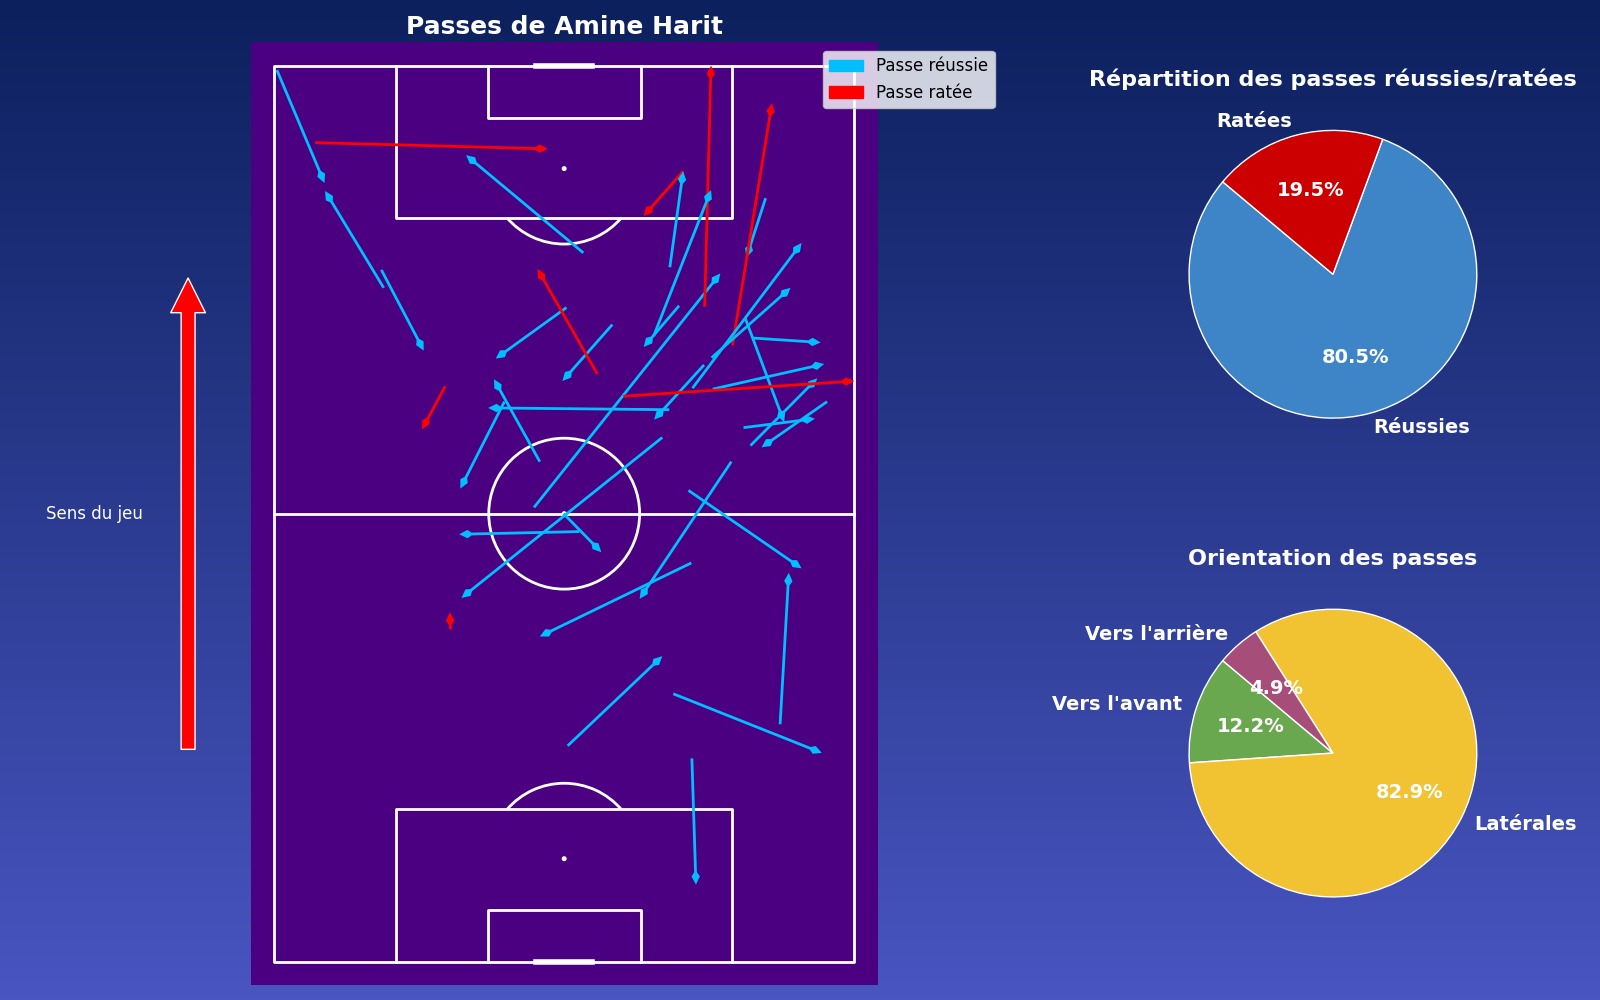 Passes de Amine Harit
Passe réussie
Passe ratée
Sens du jeu
Répartition des passes réussies/ratées
Ratées
19.5%
80.5%
Réussies
Orientation des passes
Vers l'arrière
4.9%
Vers l'avant
12.2%
82.9%
Latérales